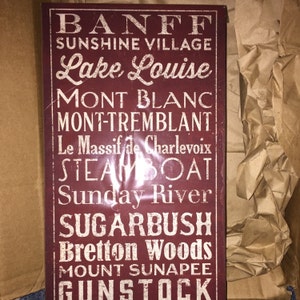 BANFF
SUNSHINE VILLAGE
Lake Louise
MONT BLANC
MONT-TREMBLANT
Le Massif de Charlevoix
STEAMBOAT
Sunday River
SUGARBUSH
Bretton Woods
MOUNT SUNAPEE
GUNSTOCK